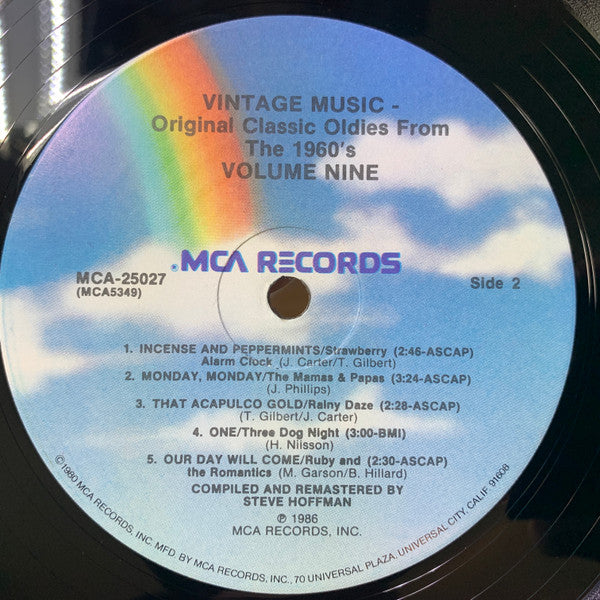 VINTAGE MUSIC -
Original Classic Oldies From
The 1960's
VOLUME NINE
MCA RECORDS
MCA-25027
(MCA5349)
Side 2
1. INCENSE AND PEPPERMINTS/Strawberry (2:46-ASCAP)
Alarm Clock (J. Carter/T. Gilbert)
2. MONDAY, MONDAY/The Mamas & Papas (3:24-ASCAP)
(J. Phillips)
3. THAT ACAPULCO GOLD/Rainy Daze (2:28-ASCAP)
(T. Gilbert/J. Carter)
4. ONE/Three Dog Night (3:00-BMI)
(H. Nilsson)
5. OUR DAY WILL COME/Ruby and (2:30-ASCAP)
the Romantics (M. Garson/B. Hillard)
COMPILED AND REMASTERED BY
STEVE HOFFMAN
℗ 1986
MCA RECORDS, INC.
©1980 MCA RECORDS, INC. MFD. BY MCA RECORDS, INC., 70 UNIVERSAL PLAZA, UNIVERSAL CITY, CALIF. 91608